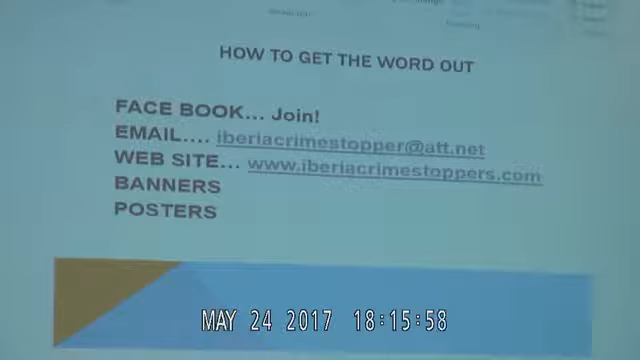 HOW TO GET THE WORD OUT
FACE BOOK... Join!
EMAIL.... iberiacrimestopper@att.net
WEB SITE... www.iberiacrimestoppers.com
BANNERS
POSTERS
MAY 24 2017 18:15:58